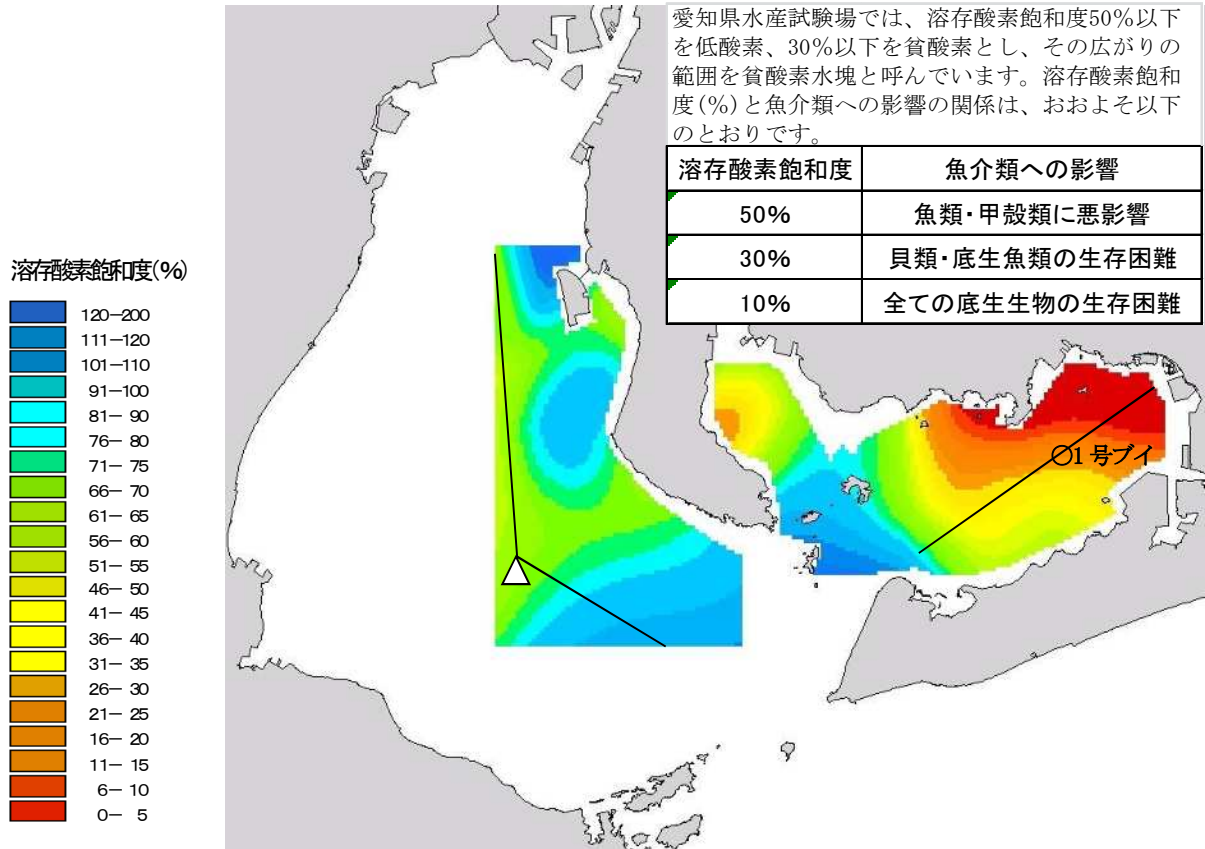 愛知県水産試験場では、溶存酸素飽和度50%以下
を低酸素、30%以下を貧酸素とし、その広がりの
範囲を貧酸素水塊と呼んでいます。溶存酸素飽和
度(%)と魚介類への影響の関係は、おおよそ以下
のとおりです。
溶存酸素飽和度 魚介類への影響
50% 魚類・甲殻類に悪影響
30% 貝類・底生魚類の生存困難
10% 全ての底生生物の生存困難
溶存酸素飽和度(%)
120-200
111-120
101-110
91-100
81- 90
76- 80
71- 75
66- 70
61- 65
56- 60
51- 55
46- 50
41- 45
36- 40
31- 35
26- 30
21- 25
16- 20
11- 15
6- 10
0- 5
1号ブイ